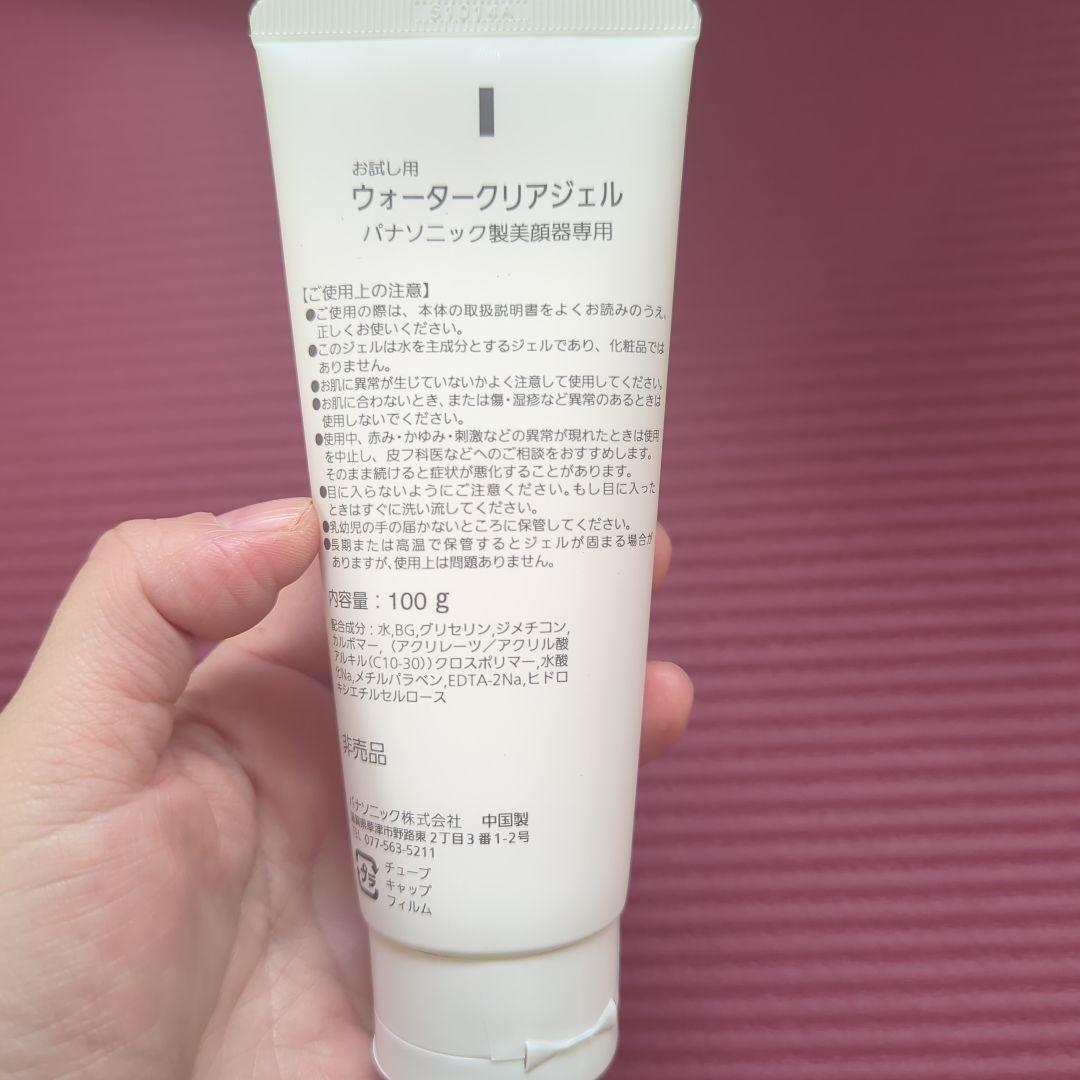 お試し用
ウォータークリアジェル
パナソニック製美顔器専用
【ご使用上の注意】
●ご使用の際は、本体の取扱説明書をよくお読みのうえ、
正しくお使いください。
●このジェルは水を主成分とするジェルであり、化粧品では
ありません。
●お肌に異常が生じていないかよく注意して使用してください。
●お肌に合わないとき、または傷・湿疹など異常のあるときは
使用しないでください。
●使用中、赤み・かゆみ・刺激などの異常が現れたときは使用
を中止し、皮フ科医などへのご相談をおすすめします。
そのまま続けると症状が悪化することがあります。
●目に入らないようにご注意ください。もし目に入った
ときはすぐに洗い流してください。
●乳幼児の手の届かないところに保管してください。
●長期または高温で保管するとジェルが固まる場合が
ありますが、使用上は問題ありません。
内容量：100 g
配合成分：水,BG,グリセリン,ジメチコン,
カルボマー,（アクリレーツ／アクリル酸
アルキル（C10-30））クロスポリマー,水酸
化Na,メチルパラベン,EDTA-2Na,ヒドロ
キシエチルセルロース
非売品
パナソニック株式会社 中国製
滋賀県草津市野路東2丁目3番1-2号
TEL 077-563-5211
プラ
チューブ
キャップ
フィルム